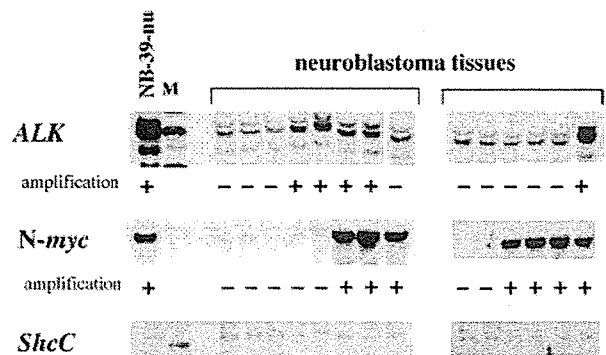 NB-39-nu
M
neuroblastoma tissues
ALK
amplification + - - - + + + + - - - - - - +
N-myc
amplification + - - - - - + + + - - + + + +
ShcC